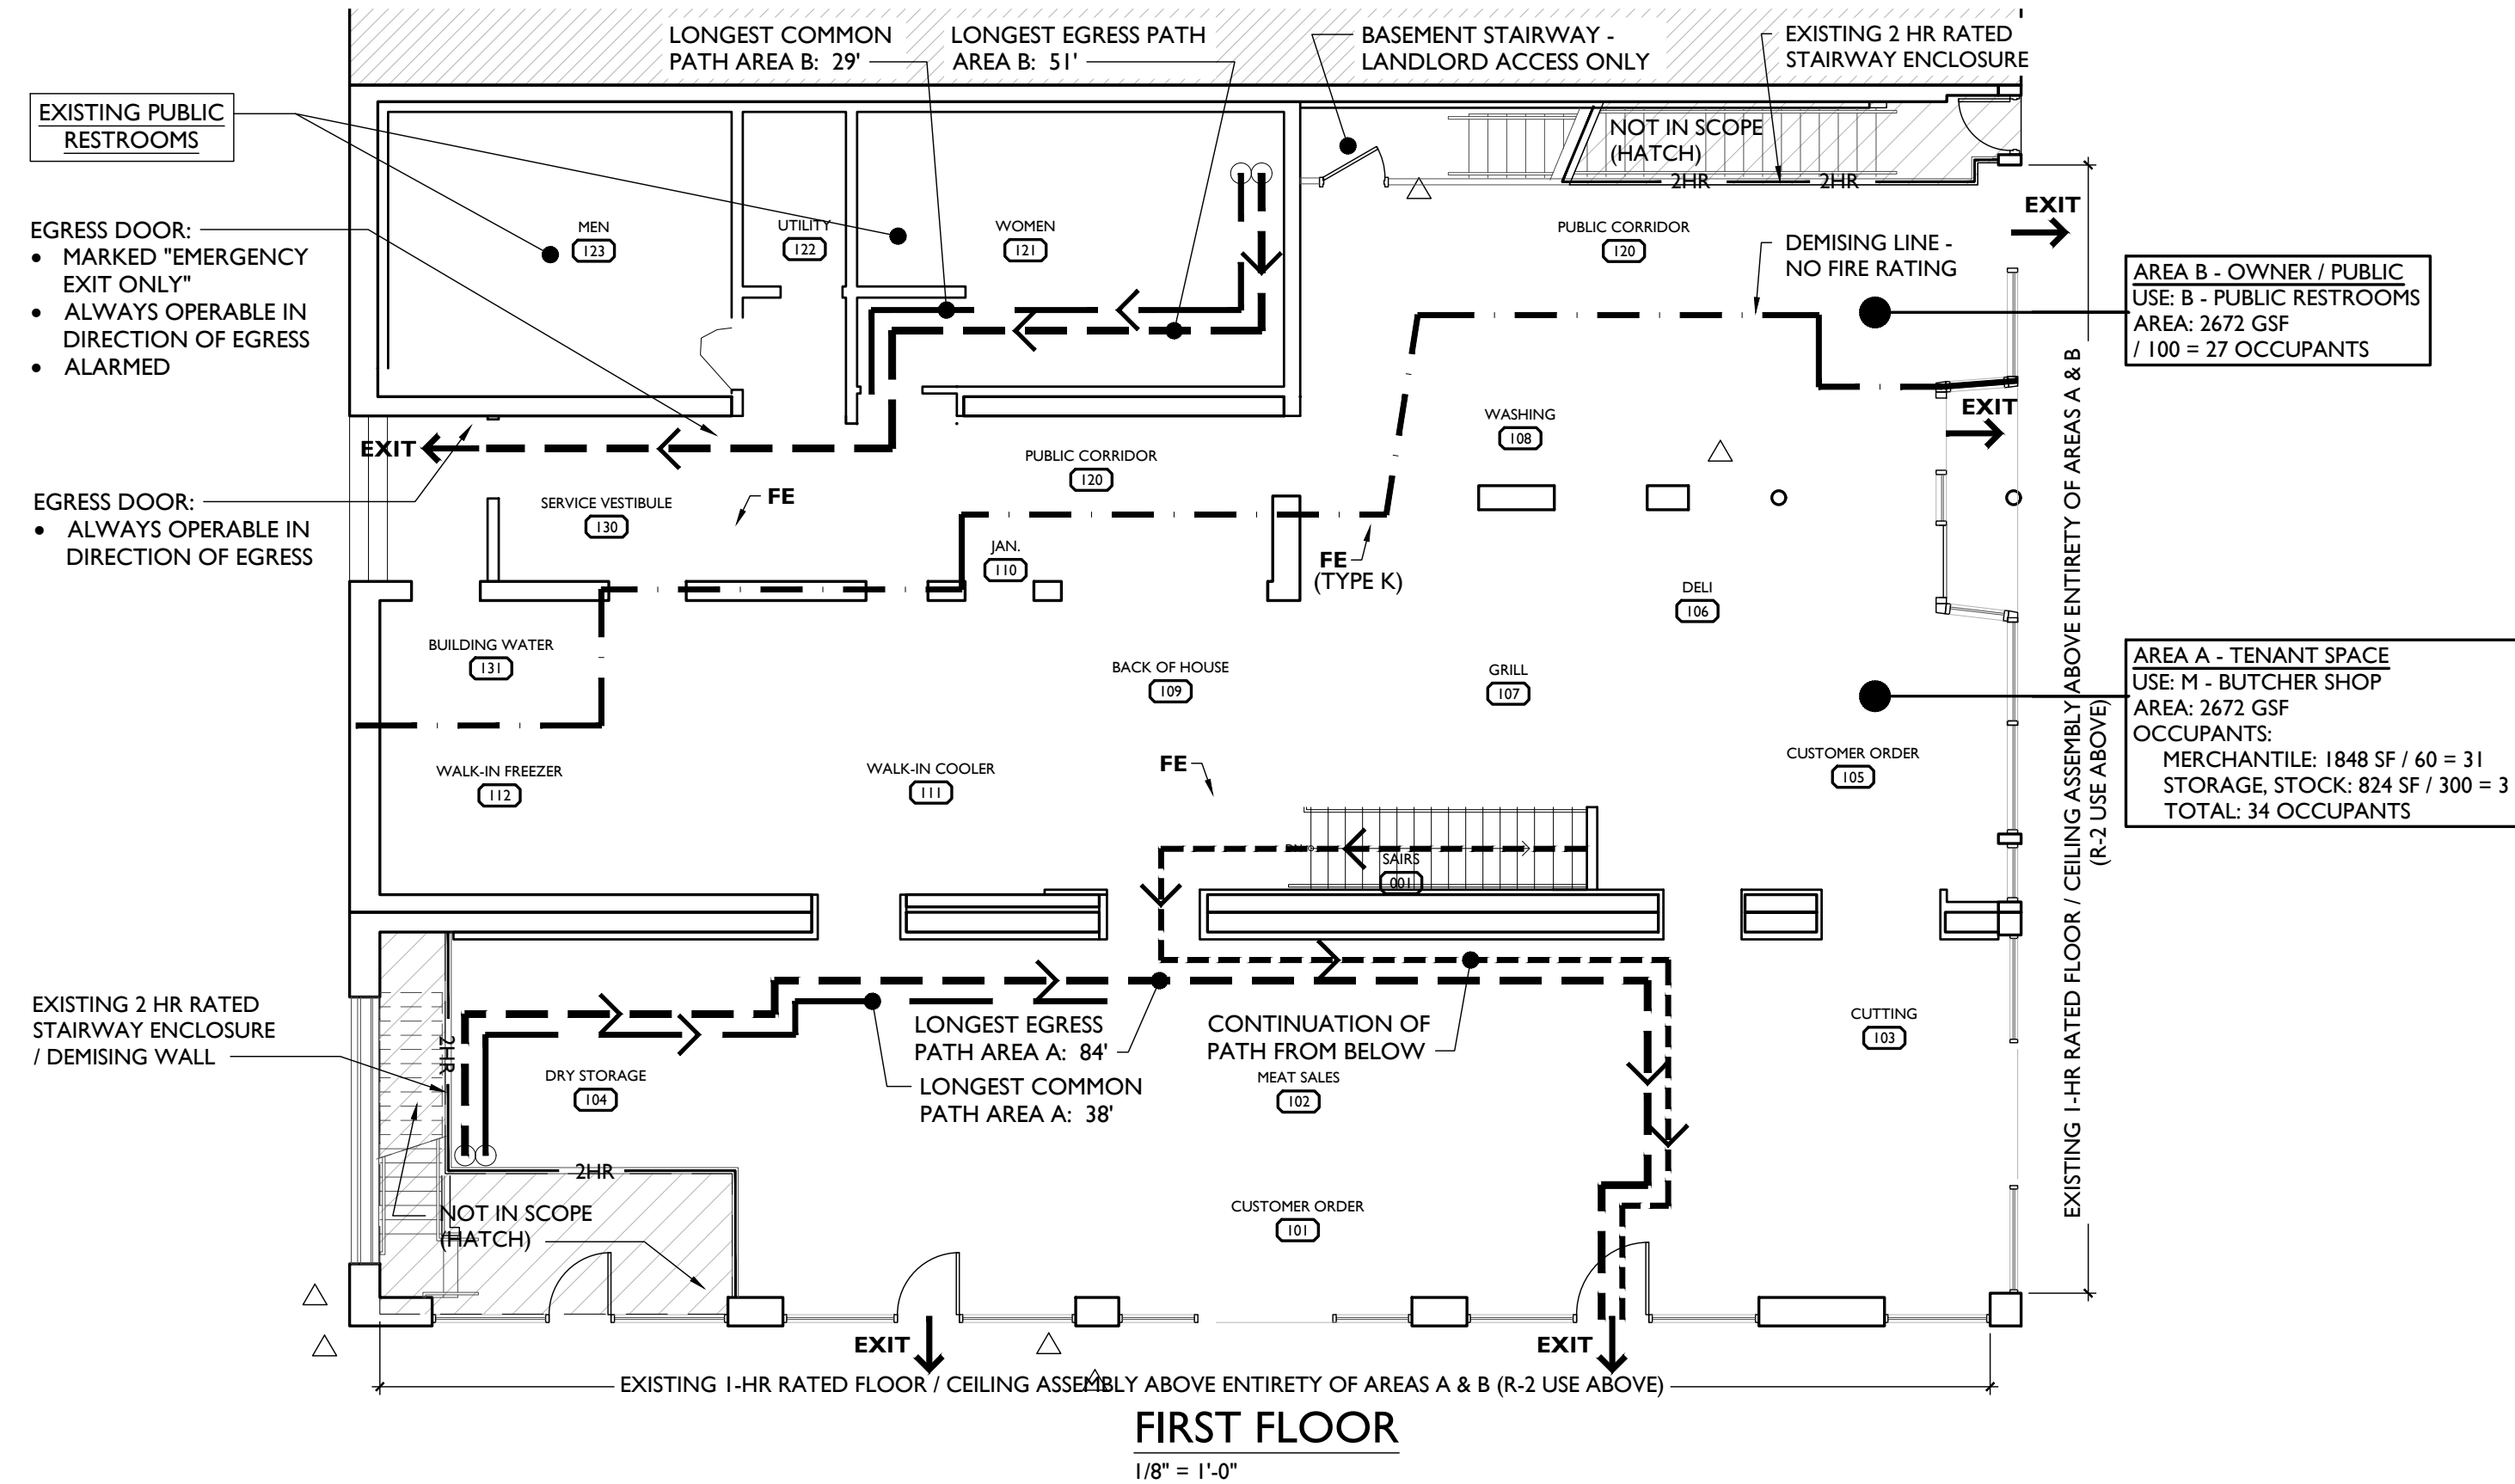 LONGEST COMMON
PATH AREA B: 29'
LONGEST EGRESS PATH
AREA B: 51'
BASEMENT STAIRWAY -
LANDLORD ACCESS ONLY
EXISTING 2 HR RATED
STAIRWAY ENCLOSURE
EXISTING PUBLIC
RESTROOMS
NOT IN SCOPE
(HATCH)
2HR
2HR
EGRESS DOOR:
• MARKED "EMERGENCY
EXIT ONLY"
• ALWAYS OPERABLE IN
DIRECTION OF EGRESS
• ALARMED
MEN
123
UTILITY
122
WOMEN
121
PUBLIC CORRIDOR
120
EXIT
DEMISING LINE -
NO FIRE RATING
AREA B - OWNER / PUBLIC
USE: B - PUBLIC RESTROOMS
AREA: 2672 GSF
/ 100 = 27 OCCUPANTS
EXIT
EXIT
WASHING
108
PUBLIC CORRIDOR
120
EGRESS DOOR:
• ALWAYS OPERABLE IN
DIRECTION OF EGRESS
SERVICE VESTIBULE
130
FE
JAN.
110
FE
(TYPE K)
DELI
106
BUILDING WATER
131
BACK OF HOUSE
109
GRILL
107
EXISTING 1-HR RATED FLOOR / CEILING ASSEMBLY ABOVE ENTIRETY OF AREAS A & B
(R-2 USE ABOVE)
AREA A - TENANT SPACE
USE: M - BUTCHER SHOP
AREA: 2672 GSF
OCCUPANTS:
MERCHANTILE: 1848 SF / 60 = 31
STORAGE, STOCK: 824 SF / 300 = 3
TOTAL: 34 OCCUPANTS
WALK-IN FREEZER
112
WALK-IN COOLER
111
FE
CUSTOMER ORDER
105
DN
SAIRS
001
EXISTING 2 HR RATED
STAIRWAY ENCLOSURE
/ DEMISING WALL
2HR
LONGEST EGRESS
PATH AREA A: 84'
CONTINUATION OF
PATH FROM BELOW
CUTTING
103
DRY STORAGE
104
LONGEST COMMON
PATH AREA A: 38'
MEAT SALES
102
2HR
NOT IN SCOPE
(HATCH)
CUSTOMER ORDER
101
EXIT
EXIT
EXISTING 1-HR RATED FLOOR / CEILING ASSEMBLY ABOVE ENTIRETY OF AREAS A & B (R-2 USE ABOVE)
FIRST FLOOR
1/8" = 1'-0"